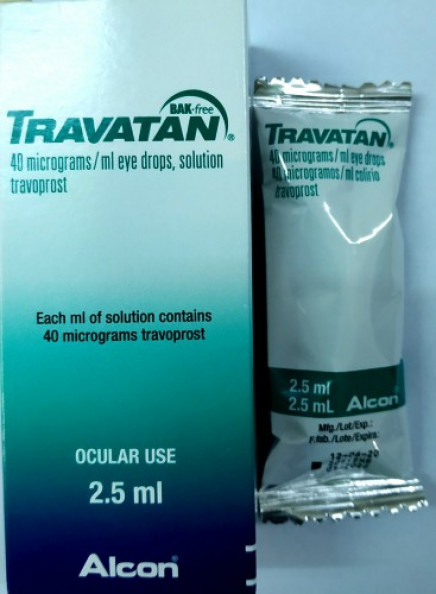 BAK-free
TRAVATAN®
40 micrograms/ml eye drops, solution
travoprost
Each ml of solution contains
40 micrograms travoprost
OCULAR USE
2.5 ml
Alcon®
TRAVATAN®
40 micrograms/ml eye drops
40 microgramos/ml colirio
travoprost
2.5 ml
2.5 mL Alcon®
Mfg./Lot/Exp.:
F.fab./Lote/Expira: